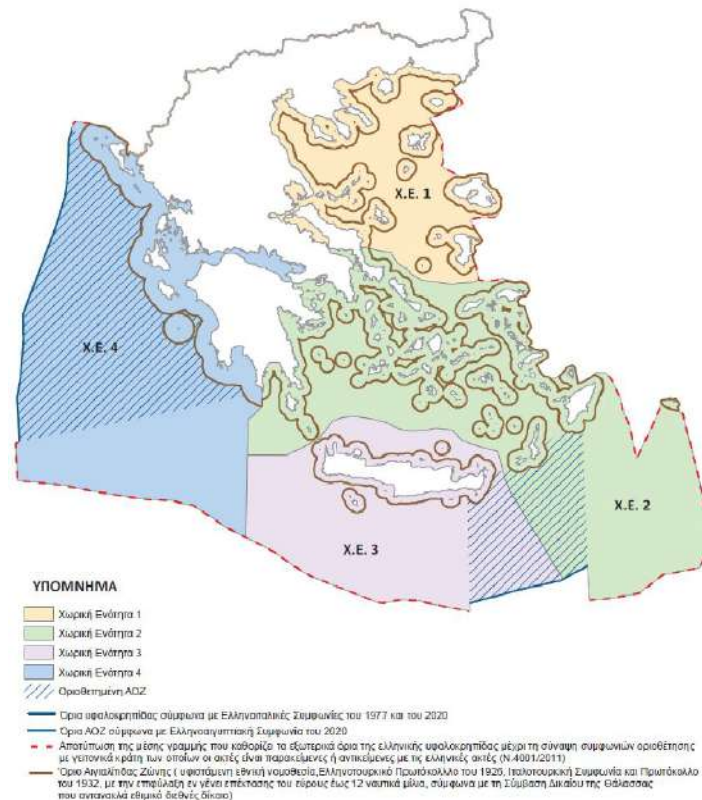 Χ.Ε. 1
Χ.Ε. 4
Χ.Ε. 2
Χ.Ε. 3
ΥΠΟΜΝΗΜΑ
Χωρική Ενότητα 1
Χωρική Ενότητα 2
Χωρική Ενότητα 3
Χωρική Ενότητα 4
Οριοθετημένη ΑΟΖ
Όρια υφαλοκρηπίδας σύμφωνα με Ελληνοιταλικές Συμφωνίες του 1977 και του 2020
Όρια ΑΟΖ σύμφωνα με Ελληνοαιγυπτιακή Συμφωνία του 2020
Αποτύπωση της μέσης γραμμής που καθορίζει τα εξωτερικά όρια της ελληνικής υφαλοκρηπίδας μέχρι τη σύναψη συμφωνιών οριοθέτησης
με γειτονικά κράτη των οποίων οι ακτές είναι παρακείμενες ή αντικείμενες με τις ελληνικές ακτές (Ν.4001/2011)
Όριο Αιγιαλίτιδας Ζώνης ( υφιστάμενη εθνική νομοθεσία,Ελληνοτουρκικό Πρωτόκολλο του 1926, Ιταλοτουρκική Συμφωνία και Πρωτόκολλο
του 1932, με την επιφύλαξη επέκτασης του εύρους έως 12 ναυτικά μίλια, σύμφωνα με τη Σύμβαση Δικαίου της Θάλασσας
που αντανακλά εθιμικό διεθνές δίκαιο)